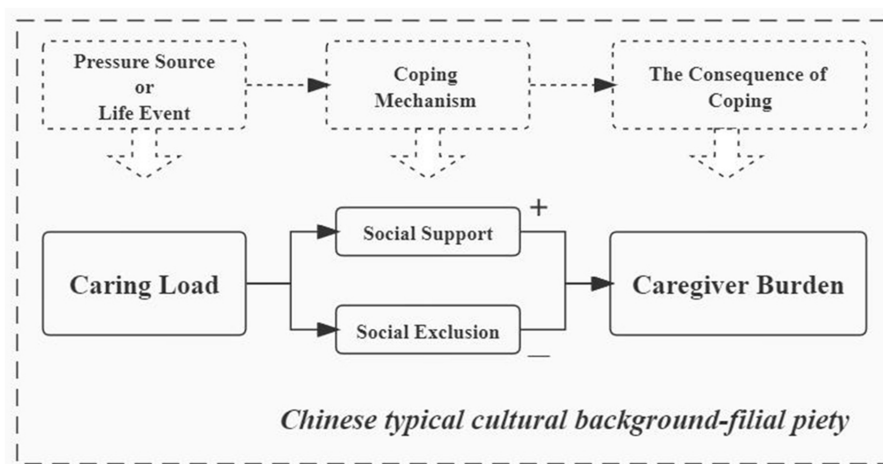 Pressure Source
or
Life Event
Coping
Mechanism
The Consequence of
Coping
Caring Load
Social Support
+
Social Exclusion
—
Caregiver Burden
Chinese typical cultural background-filial piety